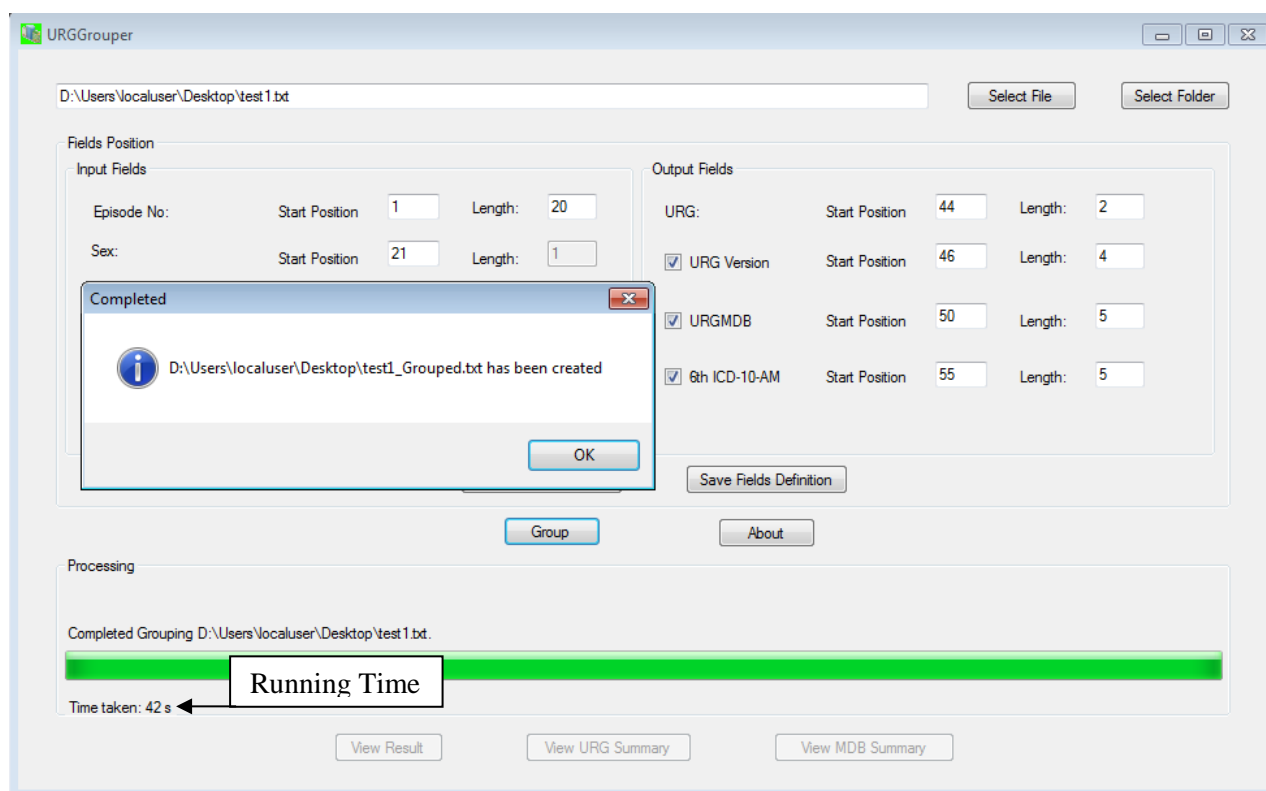 URGGrouper
D:\Users\localuser\Desktop\test1.txt Select File Select Folder
Fields Position
Input Fields Output Fields
Episode No: Start Position 1 Length: 20 URG: Start Position 44 Length: 2
Sex: Start Position 21 Length: 1 URG Version Start Position 46 Length: 4
Completed
URGMDB Start Position 50 Length: 5
D:\Users\localuser\Desktop\test1_Grouped.txt has been created
6th ICD-10-AM Start Position 55 Length: 5
OK
Save Fields Definition
Group About
Processing
Completed Grouping D:\Users\localuser\Desktop\test1.txt.
Running Time
Time taken: 42 s
View Result View URG Summary View MDB Summary